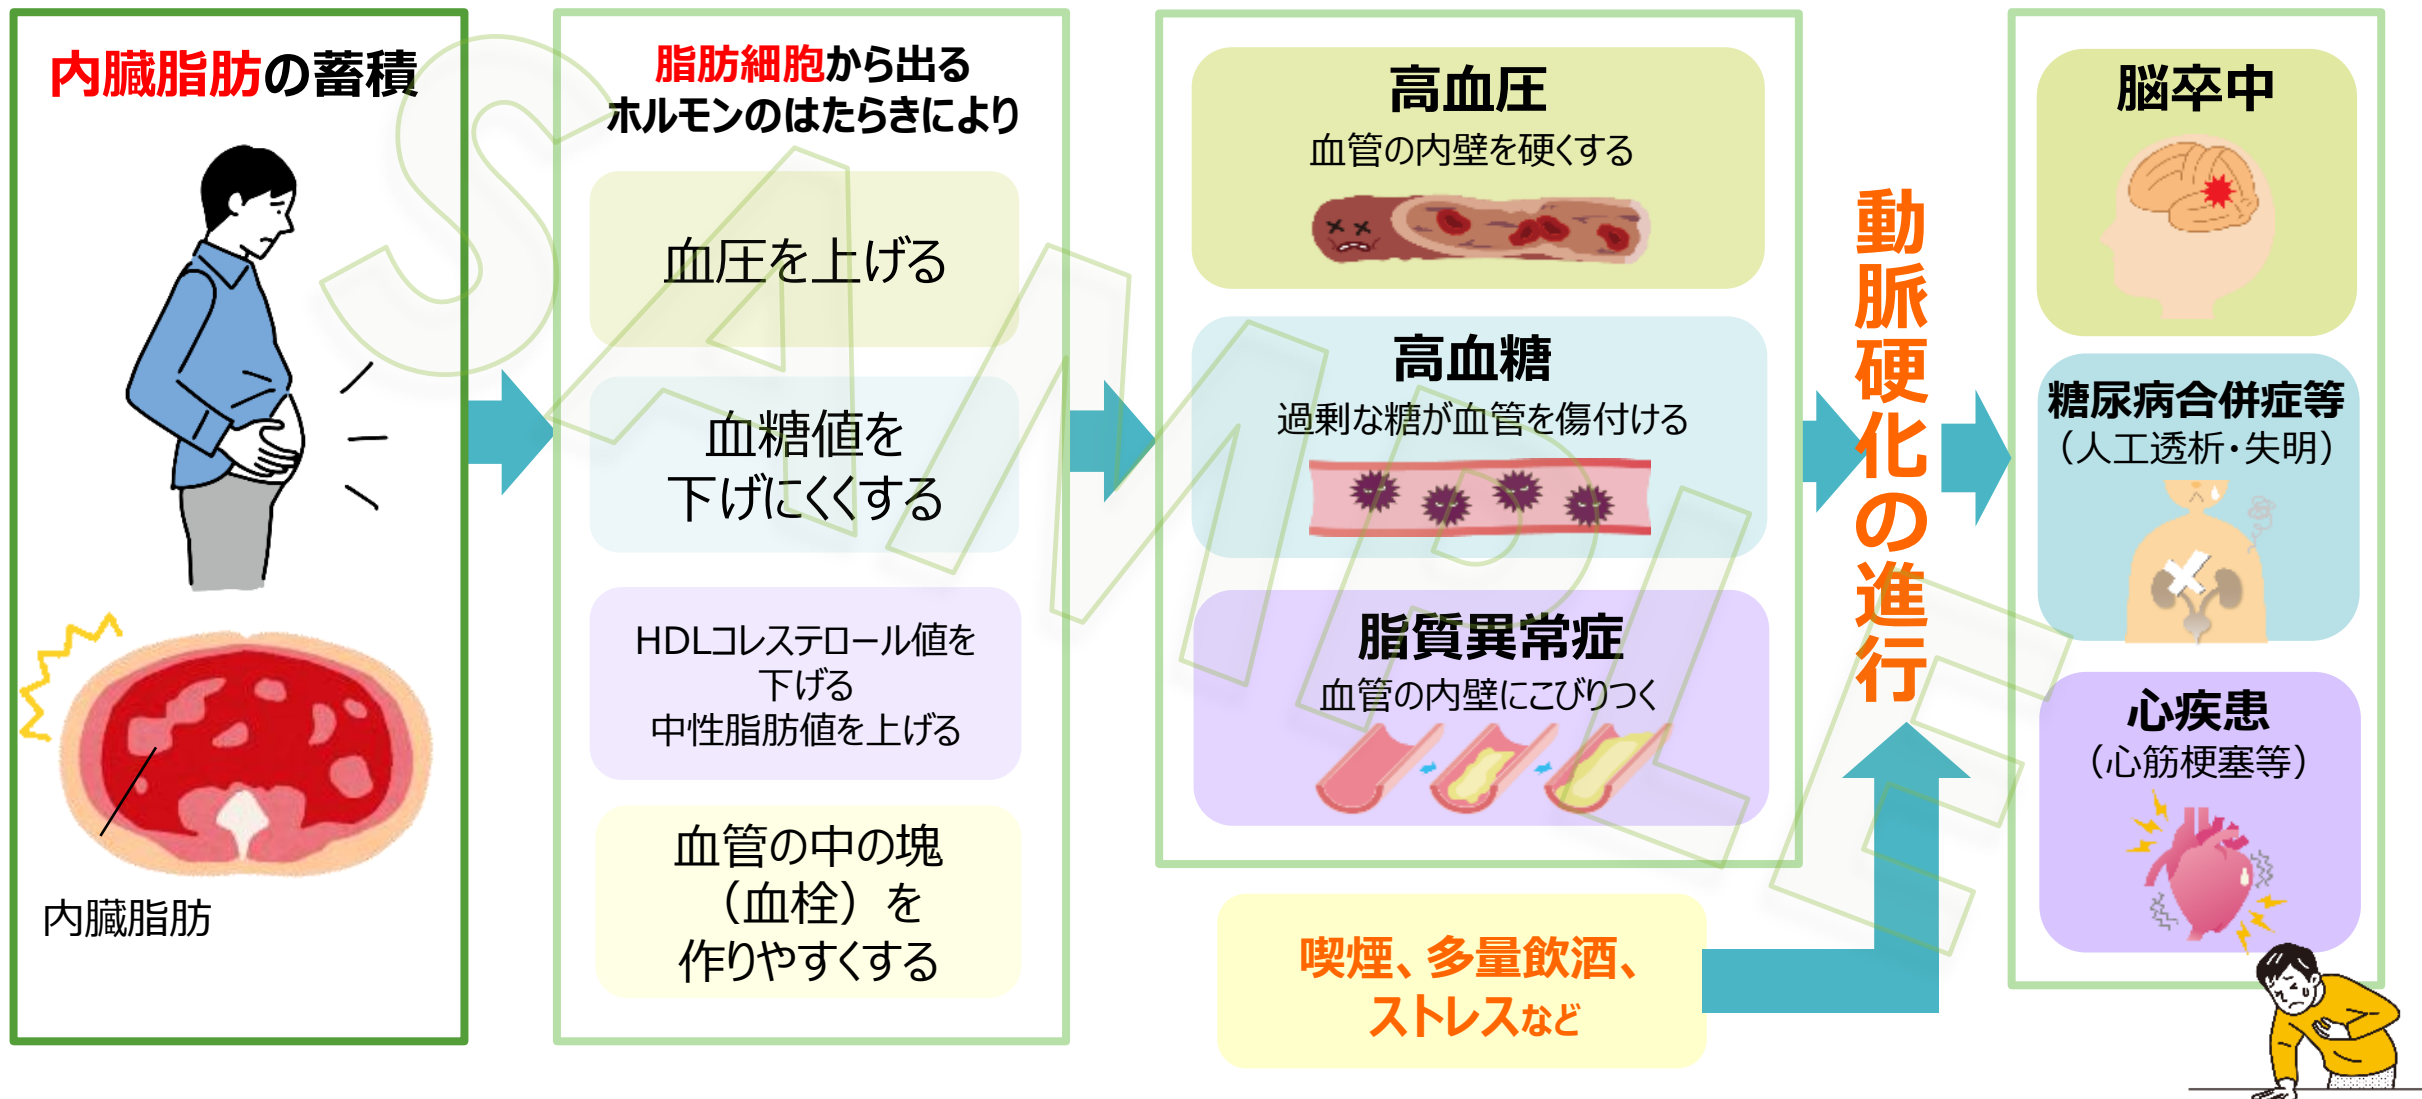 内臓脂肪の蓄積
内臓脂肪
脂肪細胞から出る
ホルモンのはたらきにより
血圧を上げる
血糖値を
下げにくくする
HDLコレステロール値を
下げる
中性脂肪値を上げる
血管の中の塊
（血栓）を
作りやすくする
高血圧
血管の内壁を硬くする
高血糖
過剰な糖が血管を傷付ける
脂質異常症
血管の内壁にこびりつく
喫煙、多量飲酒、
ストレスなど
動脈硬化の進行
脳卒中
糖尿病合併症等
（人工透析・失明）
心疾患
（心筋梗塞等）
SAMPLE